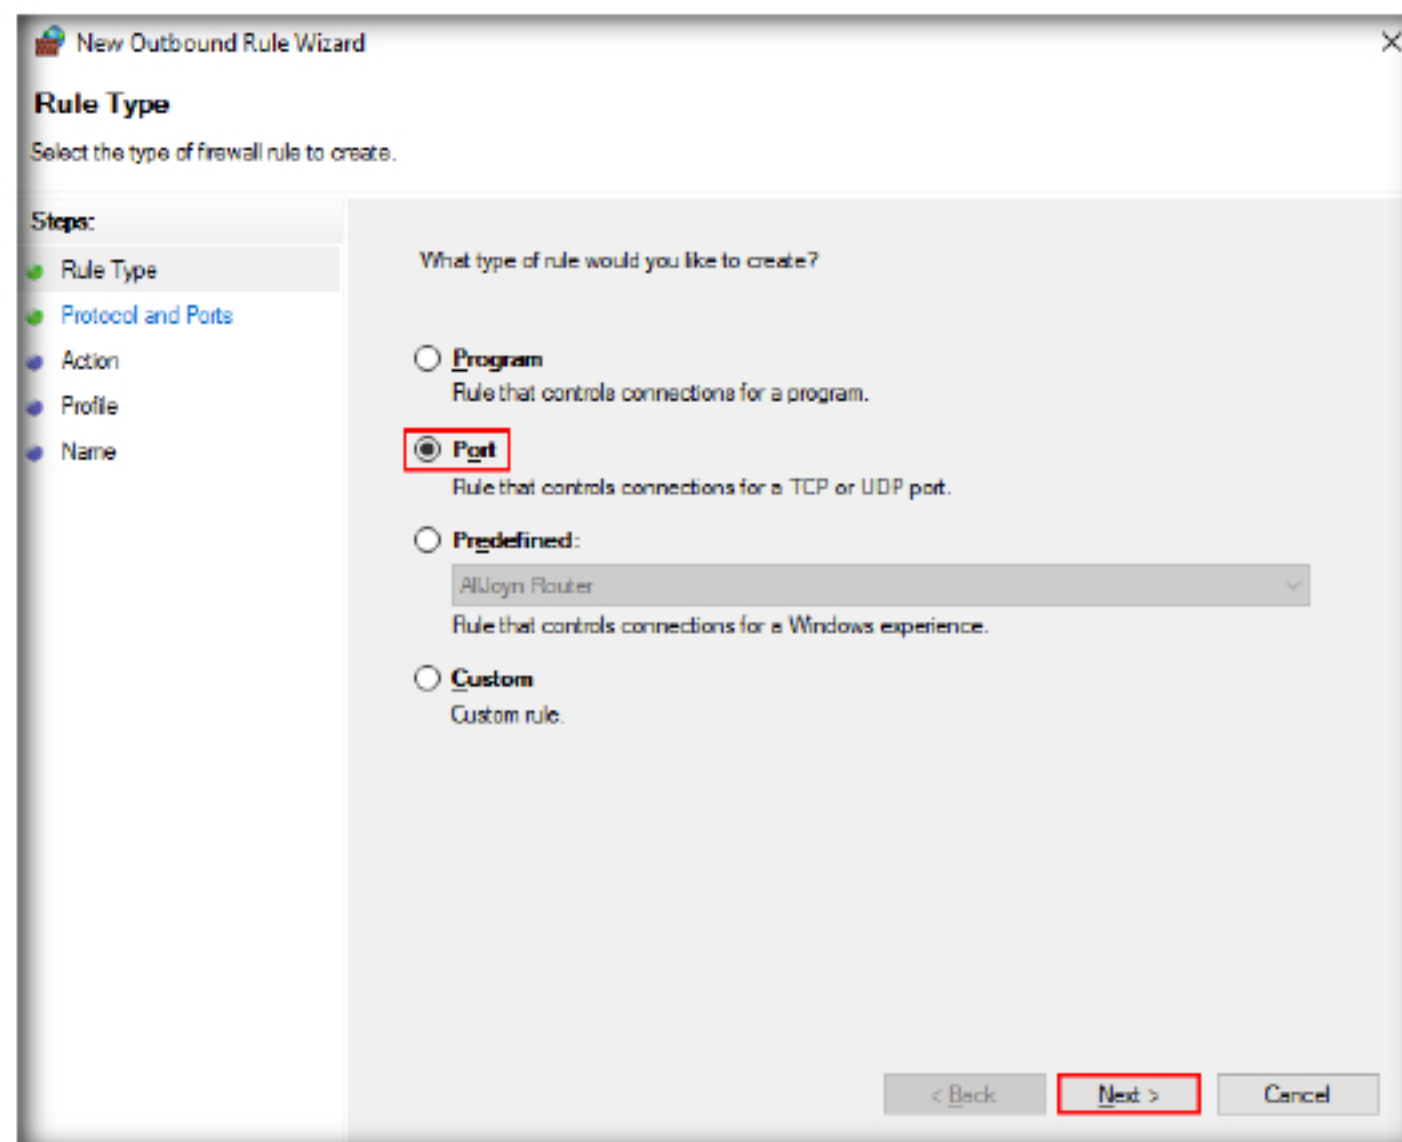 New Outbound Rule Wizard
Rule Type
Select the type of firewall rule to create.
Steps:
Rule Type
Protocol and Ports
Action
Profile
Name
What type of rule would you like to create?
Program
Rule that controls connections for a program.
Port
Rule that controls connections for a TCP or UDP port.
Predefined:
AllJoyn Router
Rule that controls connections for a Windows experience.
Custom
Custom rule.
< Back
Next >
Cancel